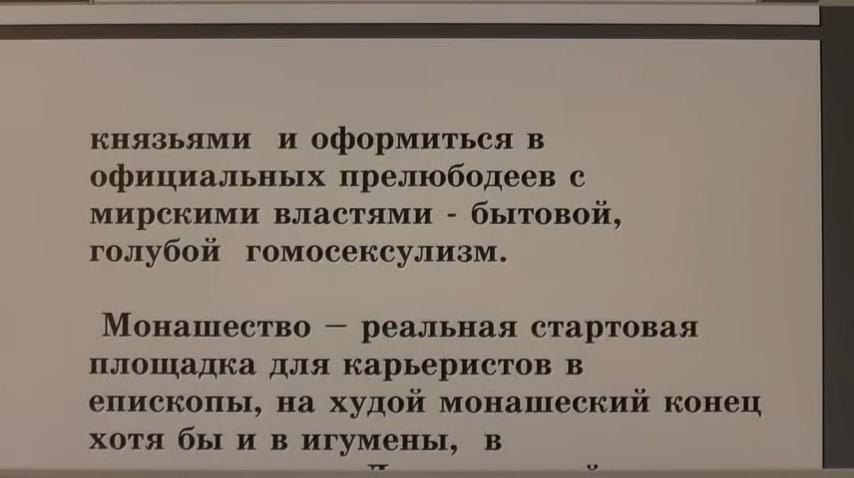 князьями и оформиться в
официальных прелюбодеев с
мирскими властями - бытовой,
голубой гомосексулизм.
Монашество – реальная стартовая
площадка для карьеристов в
епископы, на худой монашеский конец
хотя бы и в игумены, в